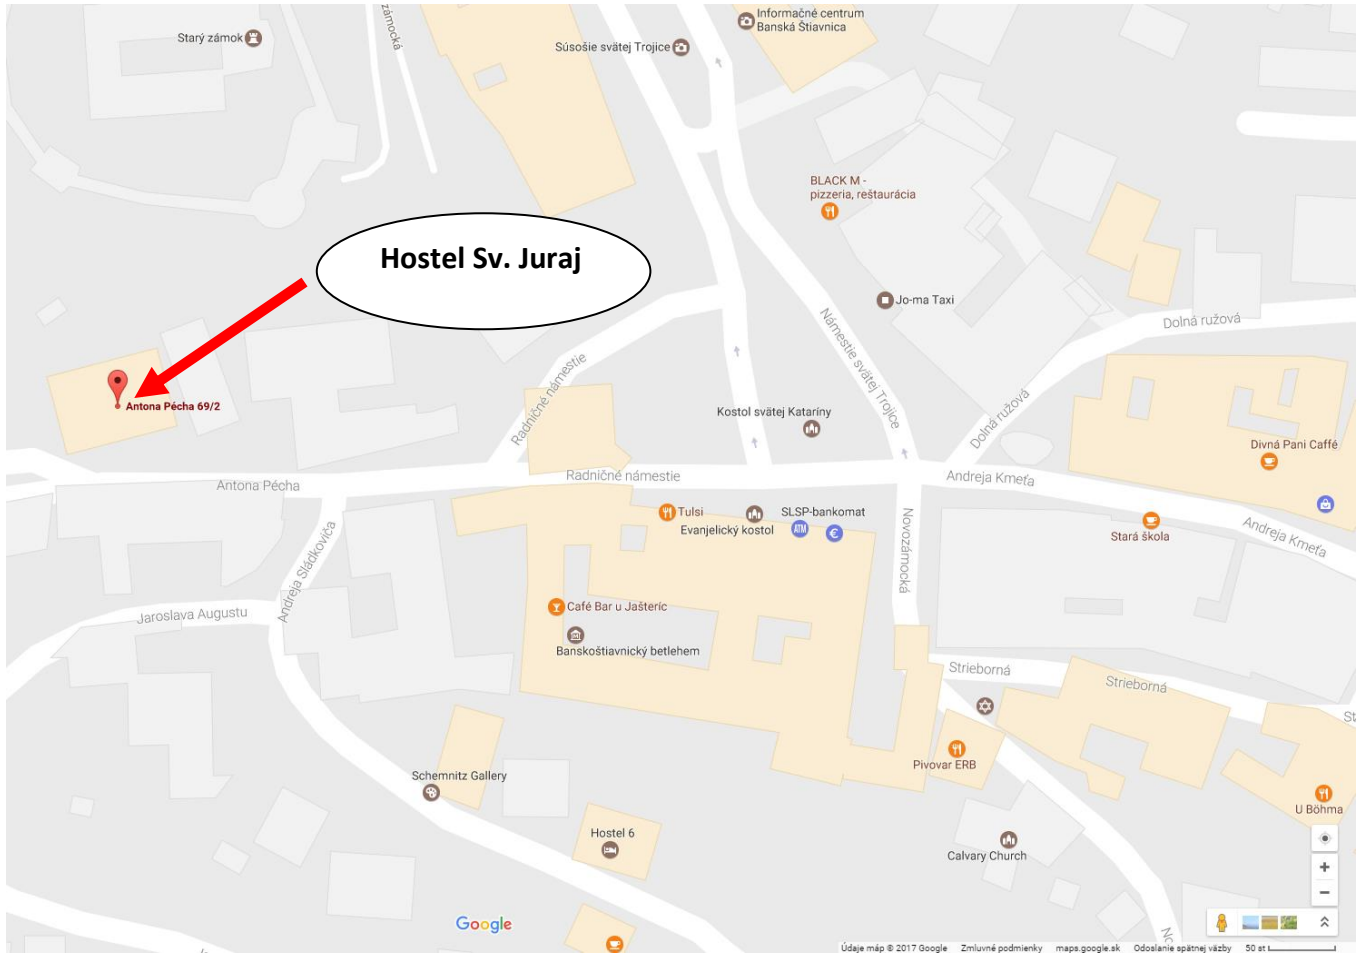 Informačné centrum
Banská Štiavnica
Starý zámok
zámocká
Súsošie svätej Trojice
BLACK M -
pizzeria, reštaurácia
Hostel Sv. Juraj
Jo-ma Taxi
Dolná ružová
Námestie svätej Trojice
Radničné námestie
Antona Pécha 69/2
Kostol svätej Kataríny
Dolná ružová
Divná Pani Caffé
Antona Pécha
Radničné námestie
Andreja Kmeťa
Tulsi
Evanjelický kostol
SLSP-bankomat
ATM
€
Novozámocká
Stará škola
Andreja Kmeťa
Andreja Sládkoviča
Jaroslava Augustu
Café Bar u Jašteríc
Banskoštiavnický betlehem
Strieborná
Strieborná
St
Pivovar ERB
Schemnitz Gallery
U Böhma
Hostel 6
Calvary Church
+
−
Google
No
Údaje máp © 2017 Google Zmluvné podmienky maps.google.sk Odoslanie spätnej väzby 50 st